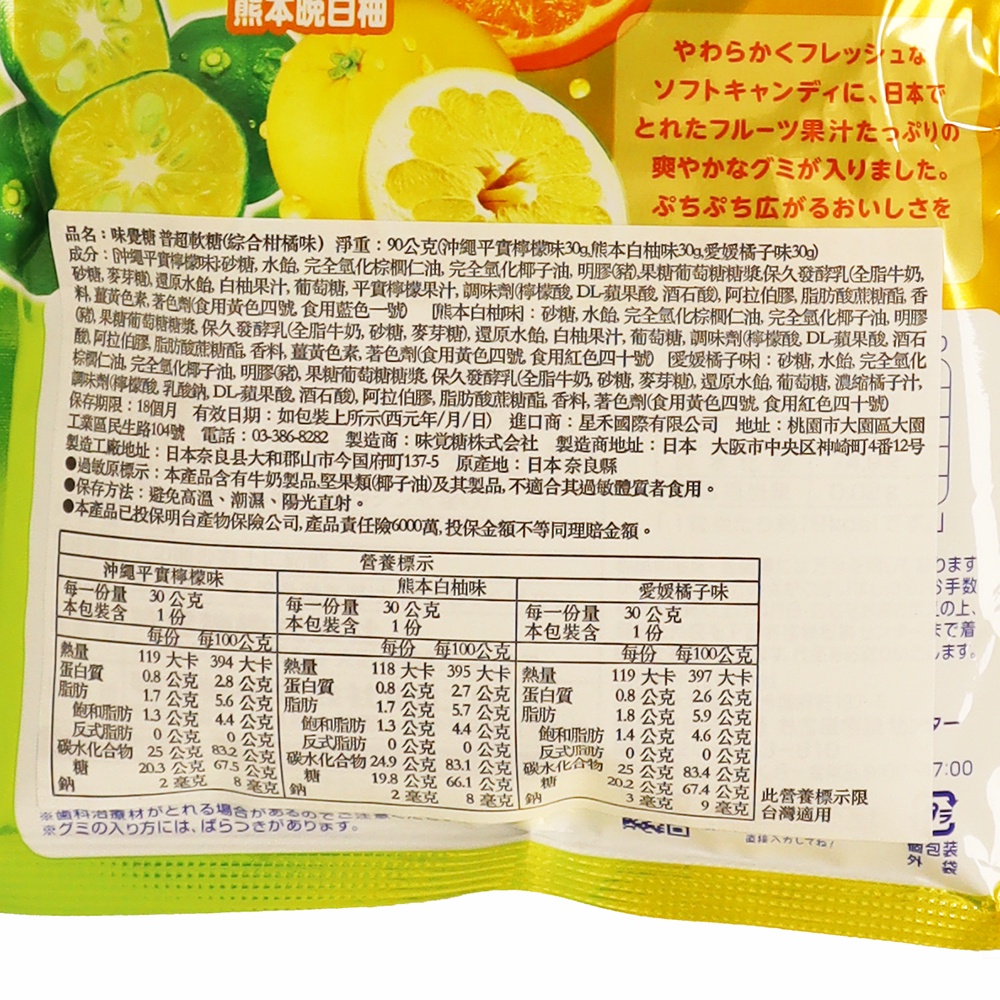 熊本晩白柚
やわらかくフレッシュな
ソフトキャンディに、日本で
とれたフルーツ果汁たっぷりの
爽やかなグミが入りました。
ぷちぷち広がるおいしさを
品名：味覺糖 普超軟糖(綜合柑橘味) 淨重：90公克(沖繩平實檸檬味30g,熊本白柚味30g,愛媛橘子味30g)
成分：[沖繩平實檸檬味]:砂糖, 水飴, 完全氫化棕櫚仁油, 完全氫化椰子油, 明膠(豬),果糖葡萄糖糖漿,保久發酵乳(全脂牛奶,
砂糖, 麥芽糖), 還原水飴, 白柚果汁, 葡萄糖, 平實檸檬果汁, 調味劑(檸檬酸, DL-蘋果酸, 酒石酸), 阿拉伯膠, 脂肪酸蔗糖酯, 香
料, 薑黃色素, 著色劑(食用黃色四號, 食用藍色一號) [熊本白柚味]：砂糖, 水飴, 完全氫化棕櫚仁油, 完全氫化椰子油, 明膠
(豬), 果糖葡萄糖糖漿, 保久發酵乳(全脂牛奶, 砂糖, 麥芽糖), 還原水飴, 白柚果汁, 葡萄糖, 調味劑(檸檬酸, DL-蘋果酸, 酒石
酸), 阿拉伯膠, 脂肪酸蔗糖酯, 香料, 薑黃色素, 著色劑(食用黃色四號, 食用紅色四十號) [愛媛橘子味]：砂糖, 水飴, 完全氫化
棕櫚仁油, 完全氫化椰子油, 明膠(豬), 果糖葡萄糖糖漿, 保久發酵乳(全脂牛奶, 砂糖, 麥芽糖), 還原水飴, 葡萄糖, 濃縮橘子汁,
調味劑(檸檬酸, 乳酸鈉, DL-蘋果酸, 酒石酸), 阿拉伯膠, 脂肪酸蔗糖酯, 香料, 著色劑(食用黃色四號, 食用紅色四十號)
保存期限：18個月 有效日期：如包裝上所示(西元年/月/日) 進口商：星禾國際有限公司 地址：桃園市大園區大園
工業區民生路104號 電話：03-386-8282 製造商：味覚糖株式会社 製造商地址：日本 大阪市中央区神崎町4番12号
製造工廠地址：日本奈良县大和郡山市今国府町137-5 原產地：日本 奈良縣
●過敏原標示：本產品含有牛奶製品,堅果類(椰子油)及其製品, 不適合其過敏體質者食用。
●保存方法：避免高溫、潮濕、陽光直射。
●本產品已投保明台產物保險公司, 產品責任險6000萬, 投保金額不等同理賠金額。
營養標示
沖繩平實檸檬味 熊本白柚味 愛媛橘子味
每一份量 30 公克 每一份量 30 公克 每一份量 30 公克
本包裝含 1 份 本包裝含 1 份 本包裝含 1 份
每份 每100公克 每份 每100公克 每份 每100公克
熱量 119 大卡 394 大卡 熱量 118 大卡 395 大卡 熱量 119 大卡 397 大卡
蛋白質 0.8 公克 2.8 公克 蛋白質 0.8 公克 2.7 公克 蛋白質 0.8 公克 2.6 公克
脂肪 1.7 公克 5.6 公克 脂肪 1.7 公克 5.7 公克 脂肪 1.8 公克 5.9 公克
飽和脂肪 1.3 公克 4.4 公克 飽和脂肪 1.3 公克 4.4 公克 飽和脂肪 1.4 公克 4.6 公克
反式脂肪 0 公克 0 公克 反式脂肪 0 公克 0 公克 反式脂肪 0 公克 0 公克
碳水化合物 25 公克 83.2 公克 碳水化合物 24.9 公克 83.1 公克 碳水化合物 25 公克 83.4 公克
糖 20.3 公克 67.5 公克 糖 19.8 公克 66.1 公克 糖 20.2 公克 67.4 公克
鈉 2 毫克 8 毫克 鈉 2 毫克 8 毫克 鈉 3 毫克 9 毫克
此營養標示限
台灣適用
ります
お手数
の上、
まで着
します。
ター
7:00
※歯科治療材がとれる場合があるのでご注意
※グミの入り方には、ばらつきがあります。
直接入力してね！
プラ
外個
包装
袋